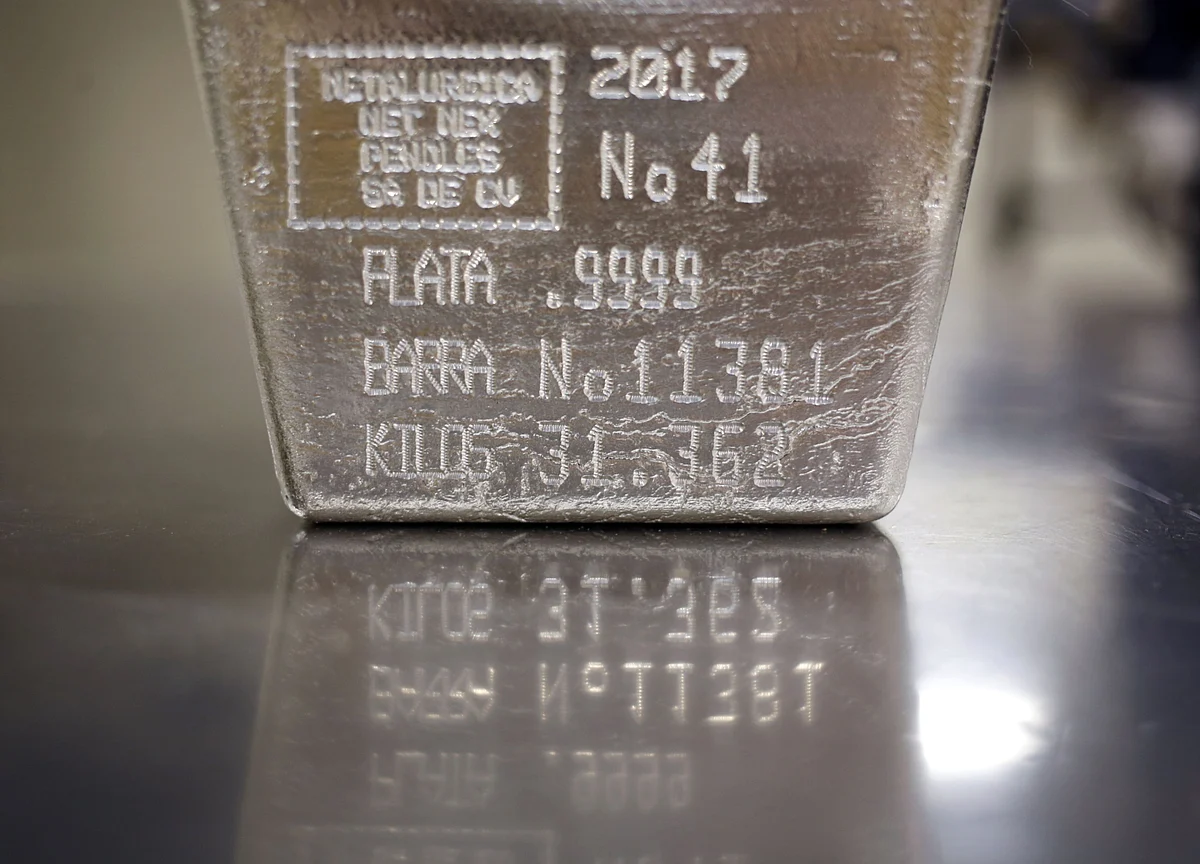 METALURGICA
MET MEX
PENOLES
SA DE CV
2017
No 41
PLATA .9999
BARRA No 11381
KILOS 31.362